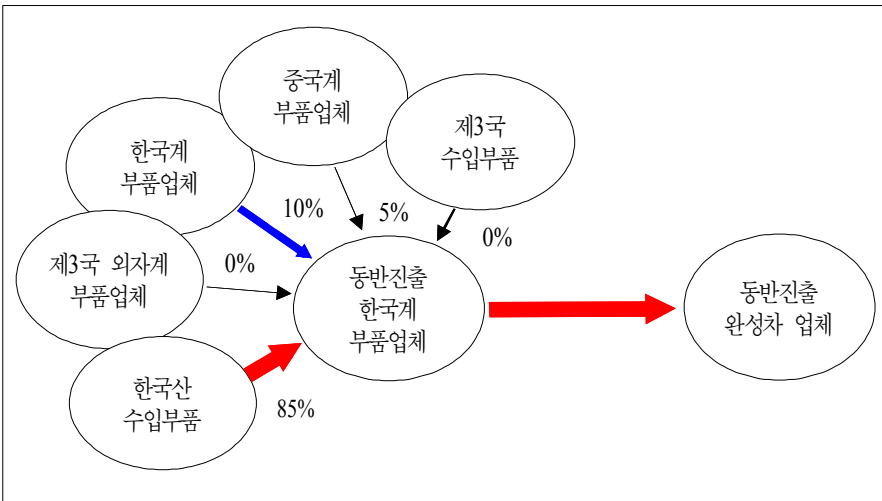 중국계
부품업체
제3국
수입부품
한국계
부품업체
10%
5%
0%
제3국 외자계
부품업체
0%
동반진출
한국계
부품업체
동반진출
완성차 업체
한국산
수입부품
85%